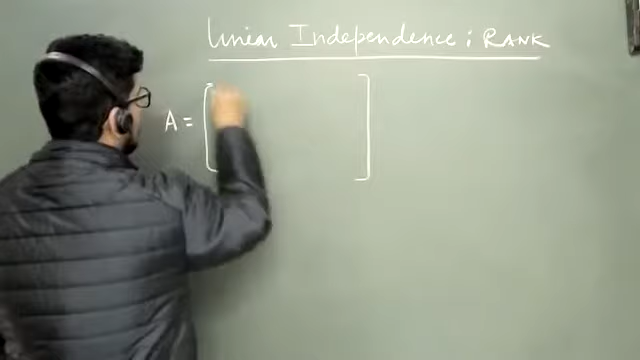 Linear Independence : RANK
A = [ ]